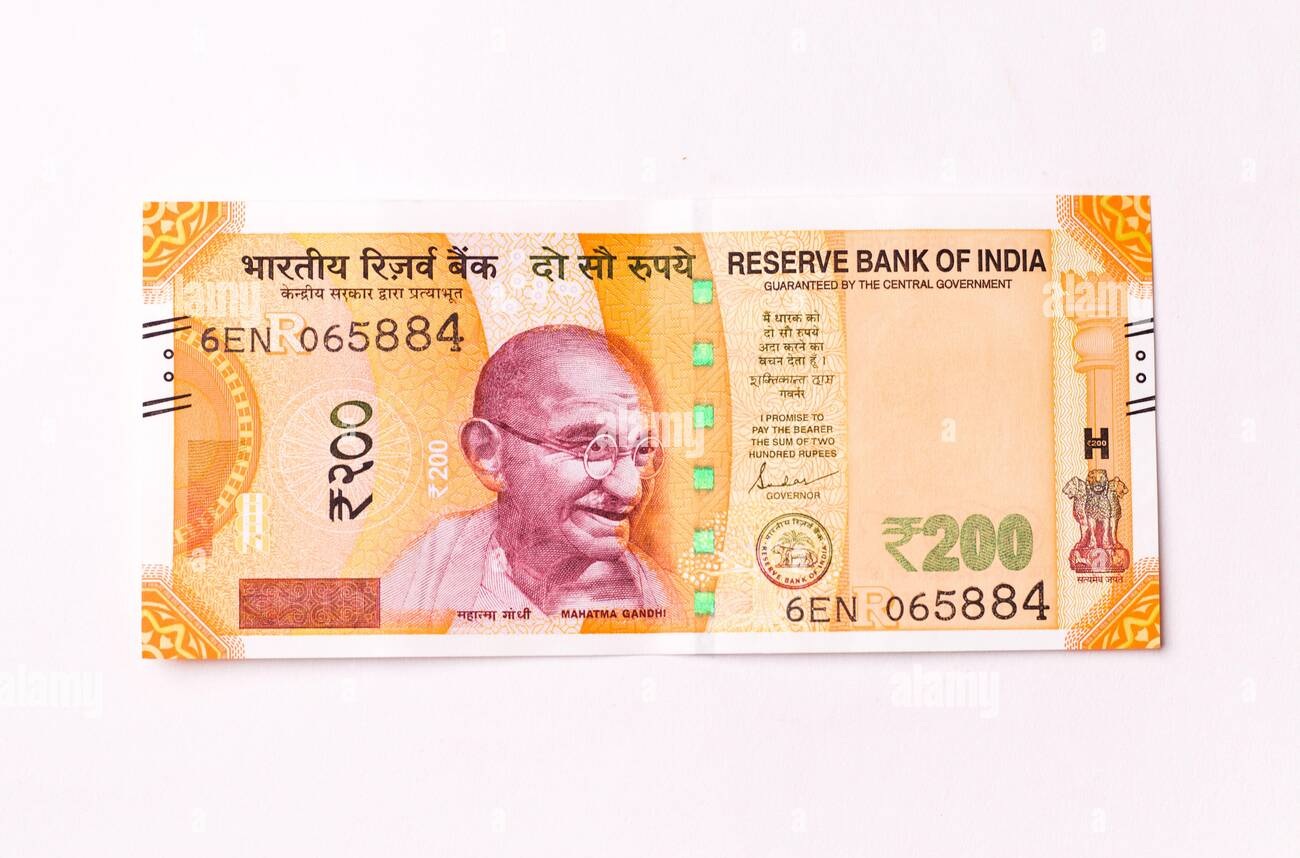 भारतीय रिज़र्व बैंक दो सौ रुपये RESERVE BANK OF INDIA
केन्द्रीय सरकार द्वारा प्रत्याभूत GUARANTEED BY THE CENTRAL GOVERNMENT
6EN 065884
R
मैं धारक को
दो सौ रुपये
अदा करने का
वचन देता हूँ ।
शक्तिकान्त दास
गवर्नर
I PROMISE TO
PAY THE BEARER
THE SUM OF TWO
HUNDRED RUPEES
GOVERNOR
₹२००
₹200
H
₹200
भारतीय रिज़र्व बैंक
RESERVE BANK OF INDIA
₹200
सत्यमेव जयते
6EN 065884
R
महात्मा गांधी MAHATMA GANDHI
alamy
alamy
alamy
alamy
alamy